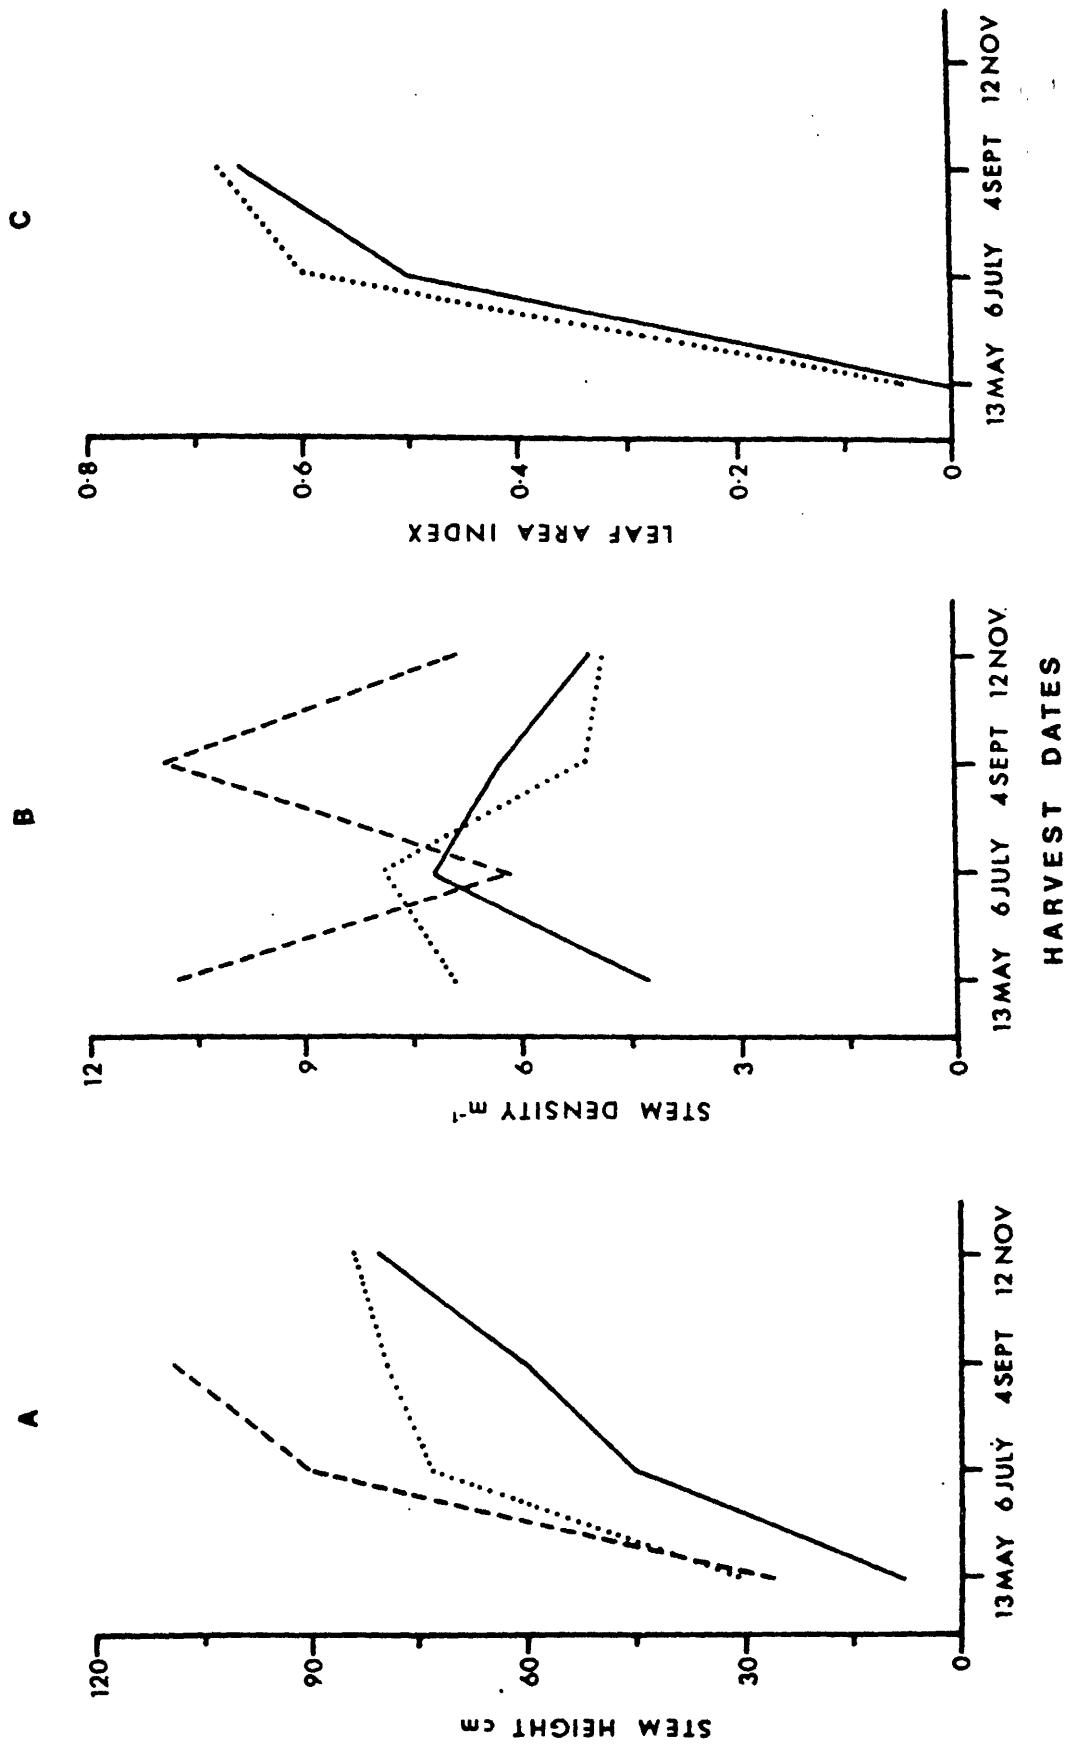 A
STEM HEIGHT cm
120
90
60
30
0
13MAY 6JULY 4SEPT 12NOV
B
STEM DENSITY m⁻¹
12
9
6
3
0
13MAY 6JULY 4SEPT 12NOV.
C
LEAF AREA INDEX
0·8
0·6
0·4
0·2
0
13MAY 6JULY 4SEPT 12NOV
HARVEST DATES